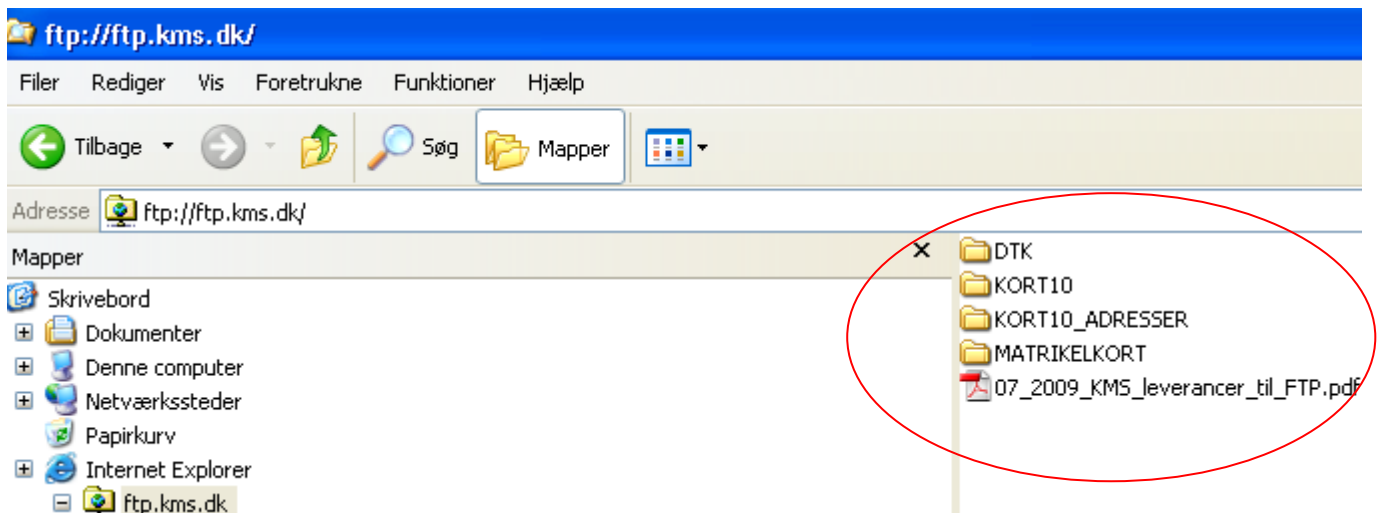 ftp://ftp.kms.dk/
Filer Rediger Vis Foretrukne Funktioner Hjælp
Tilbage Søg Mapper
Adresse ftp://ftp.kms.dk/
Mapper x
Skrivebord
Dokumenter
Denne computer
Netværkssteder
Papirkurv
Internet Explorer
ftp.kms.dk
DTK
KORT10
KORT10_ADRESSER
MATRIKELKORT
07_2009_KMS_leverancer_til_FTP.pdf